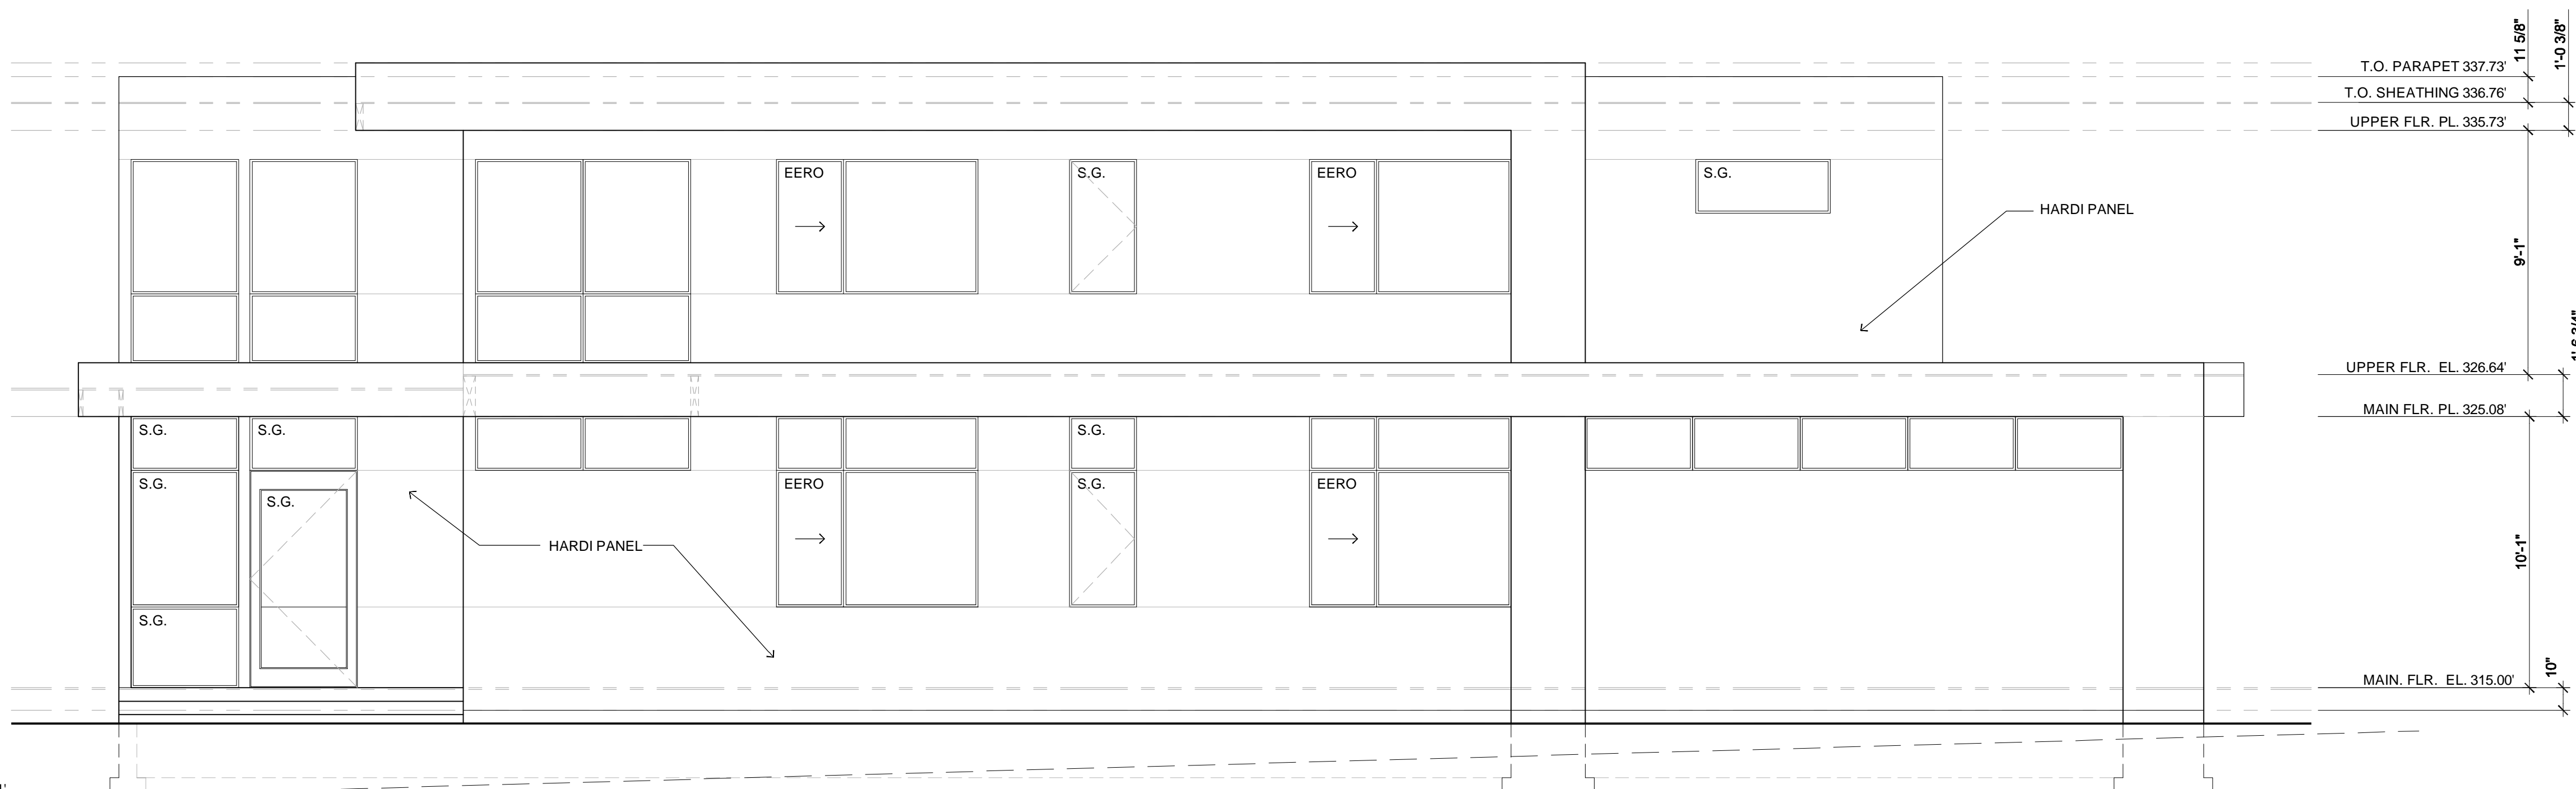 11 5/8"
1'-0 3/8"
T.O. PARAPET 337.73'
T.O. SHEATHING 336.76'
UPPER FLR. PL. 335.73'
EERO
S.G.
EERO
S.G.
HARDI PANEL
9'-1"
UPPER FLR. EL. 326.64'
MAIN FLR. PL. 325.08'
S.G.
S.G.
S.G.
S.G.
EERO
S.G.
EERO
S.G.
HARDI PANEL
10'-1"
S.G.
MAIN. FLR. EL. 315.00'
10"